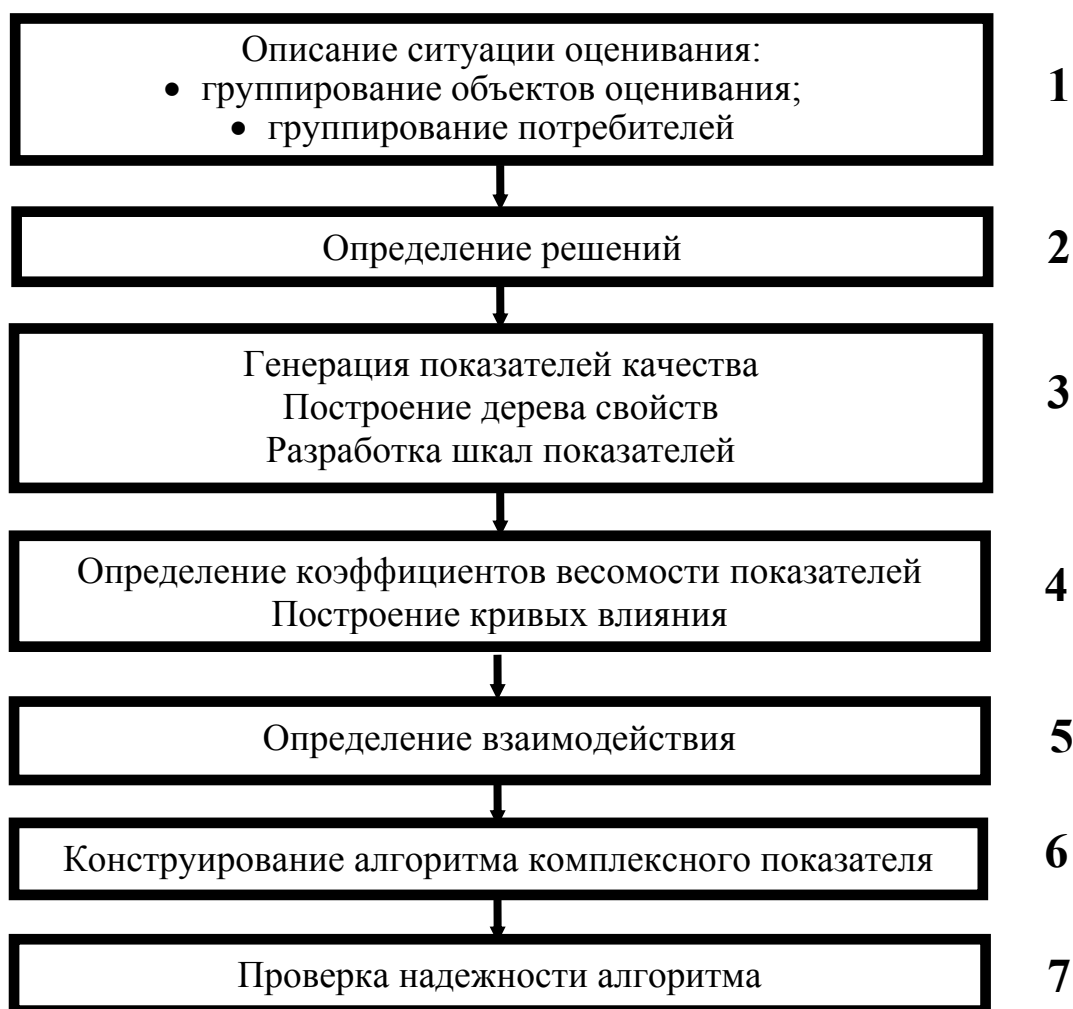 Описание ситуации оценивания:
• группирование объектов оценивания;
• группирование потребителей
1
Определение решений
2
Генерация показателей качества
Построение дерева свойств
Разработка шкал показателей
3
Определение коэффициентов весомости показателей
Построение кривых влияния
4
Определение взаимодействия
5
Конструирование алгоритма комплексного показателя
6
Проверка надежности алгоритма
7